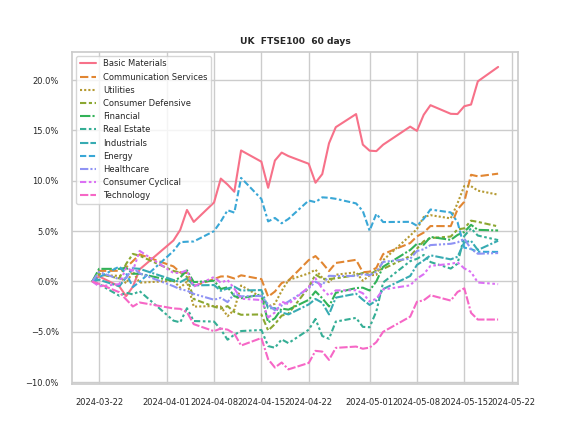 UK  FTSE100  60 days
Basic Materials
Communication Services
Utilities
Consumer Defensive
Financial
Real Estate
Industrials
Energy
Healthcare
Consumer Cyclical
Technology
20.0%
15.0%
10.0%
5.0%
0.0%
−5.0%
−10.0%
2024-03-22 2024-04-01 2024-04-08 2024-04-15 2024-04-22 2024-05-01 2024-05-08 2024-05-15 2024-05-22